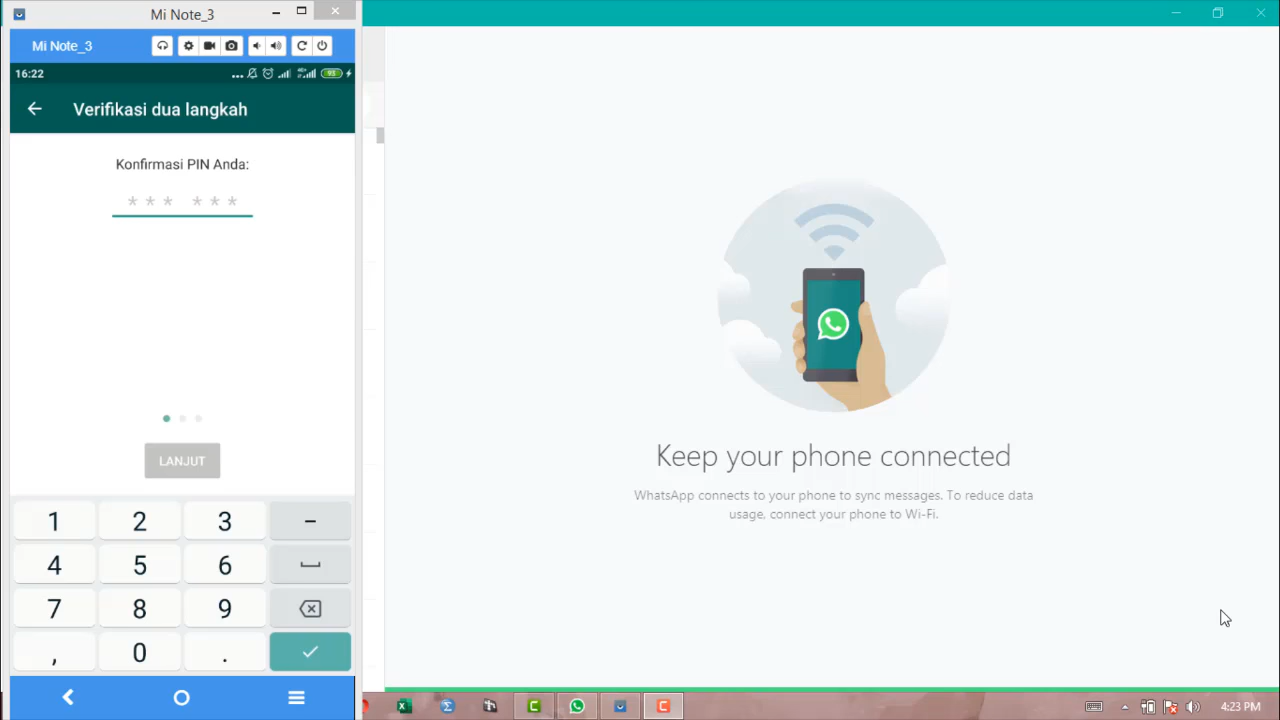 Mi Note_3
Mi Note_3
16:22
93
Verifikasi dua langkah
Konfirmasi PIN Anda:
*** ***
LANJUT
1 2 3 –
4 5 6
7 8 9
, 0 .
Keep your phone connected
WhatsApp connects to your phone to sync messages. To reduce data
usage, connect your phone to Wi-Fi.
4:23 PM